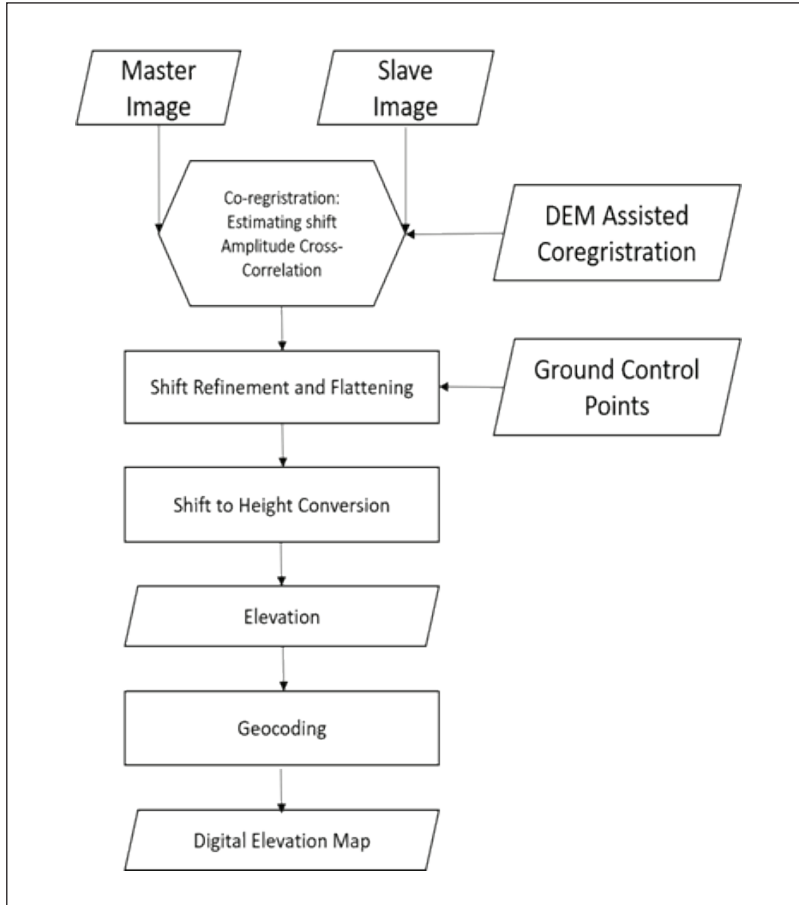 Master
Image
Slave
Image
Co-regristration:
Estimating shift
Amplitude Cross-
Correlation
DEM Assisted
Coregristration
Shift Refinement and Flattening
Ground Control
Points
Shift to Height Conversion
Elevation
Geocoding
Digital Elevation Map